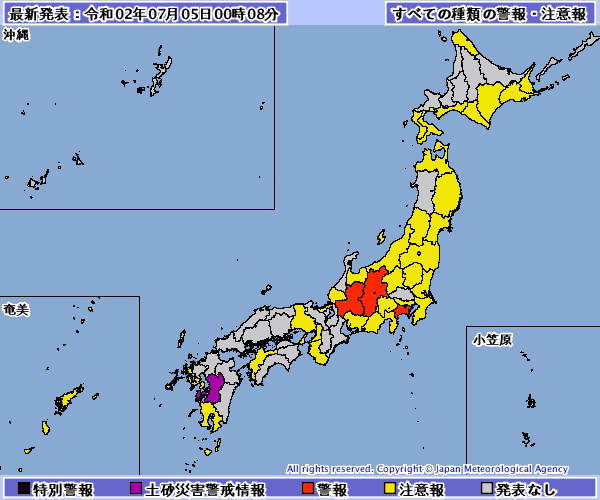 最新発表：令和02年07月05日00時08分
すべての種類の警報・注意報
沖縄
奄美
小笠原
All rights reserved. Copyright © Japan Meteorological Agency
特別警報 土砂災害警戒情報 警報 注意報 発表なし